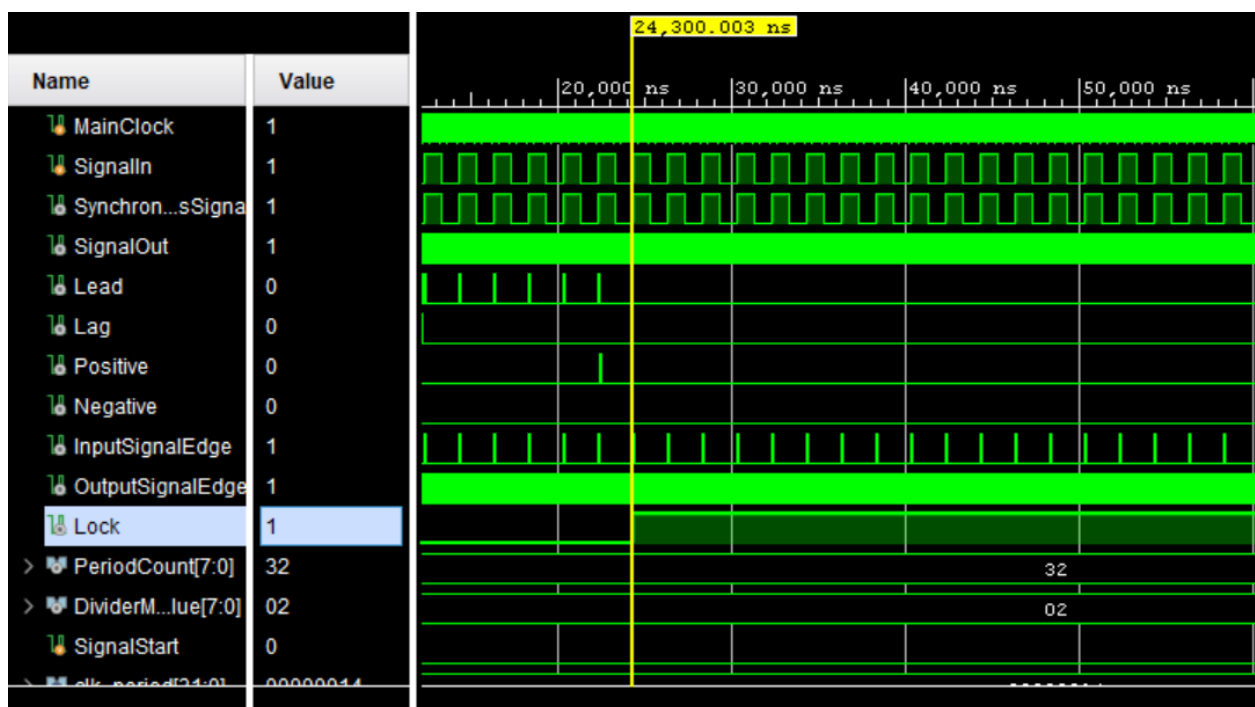 24,300.003 ns
Name Value 20,000 ns 30,000 ns 40,000 ns 50,000 ns
MainClock 1
SignalIn 1
Synchron...sSigna 1
SignalOut 1
Lead 0
Lag 0
Positive 0
Negative 0
InputSignalEdge 1
OutputSignalEdge 1
Lock 1
> PeriodCount[7:0] 32 32
> DividerM...lue[7:0] 02 02
SignalStart 0